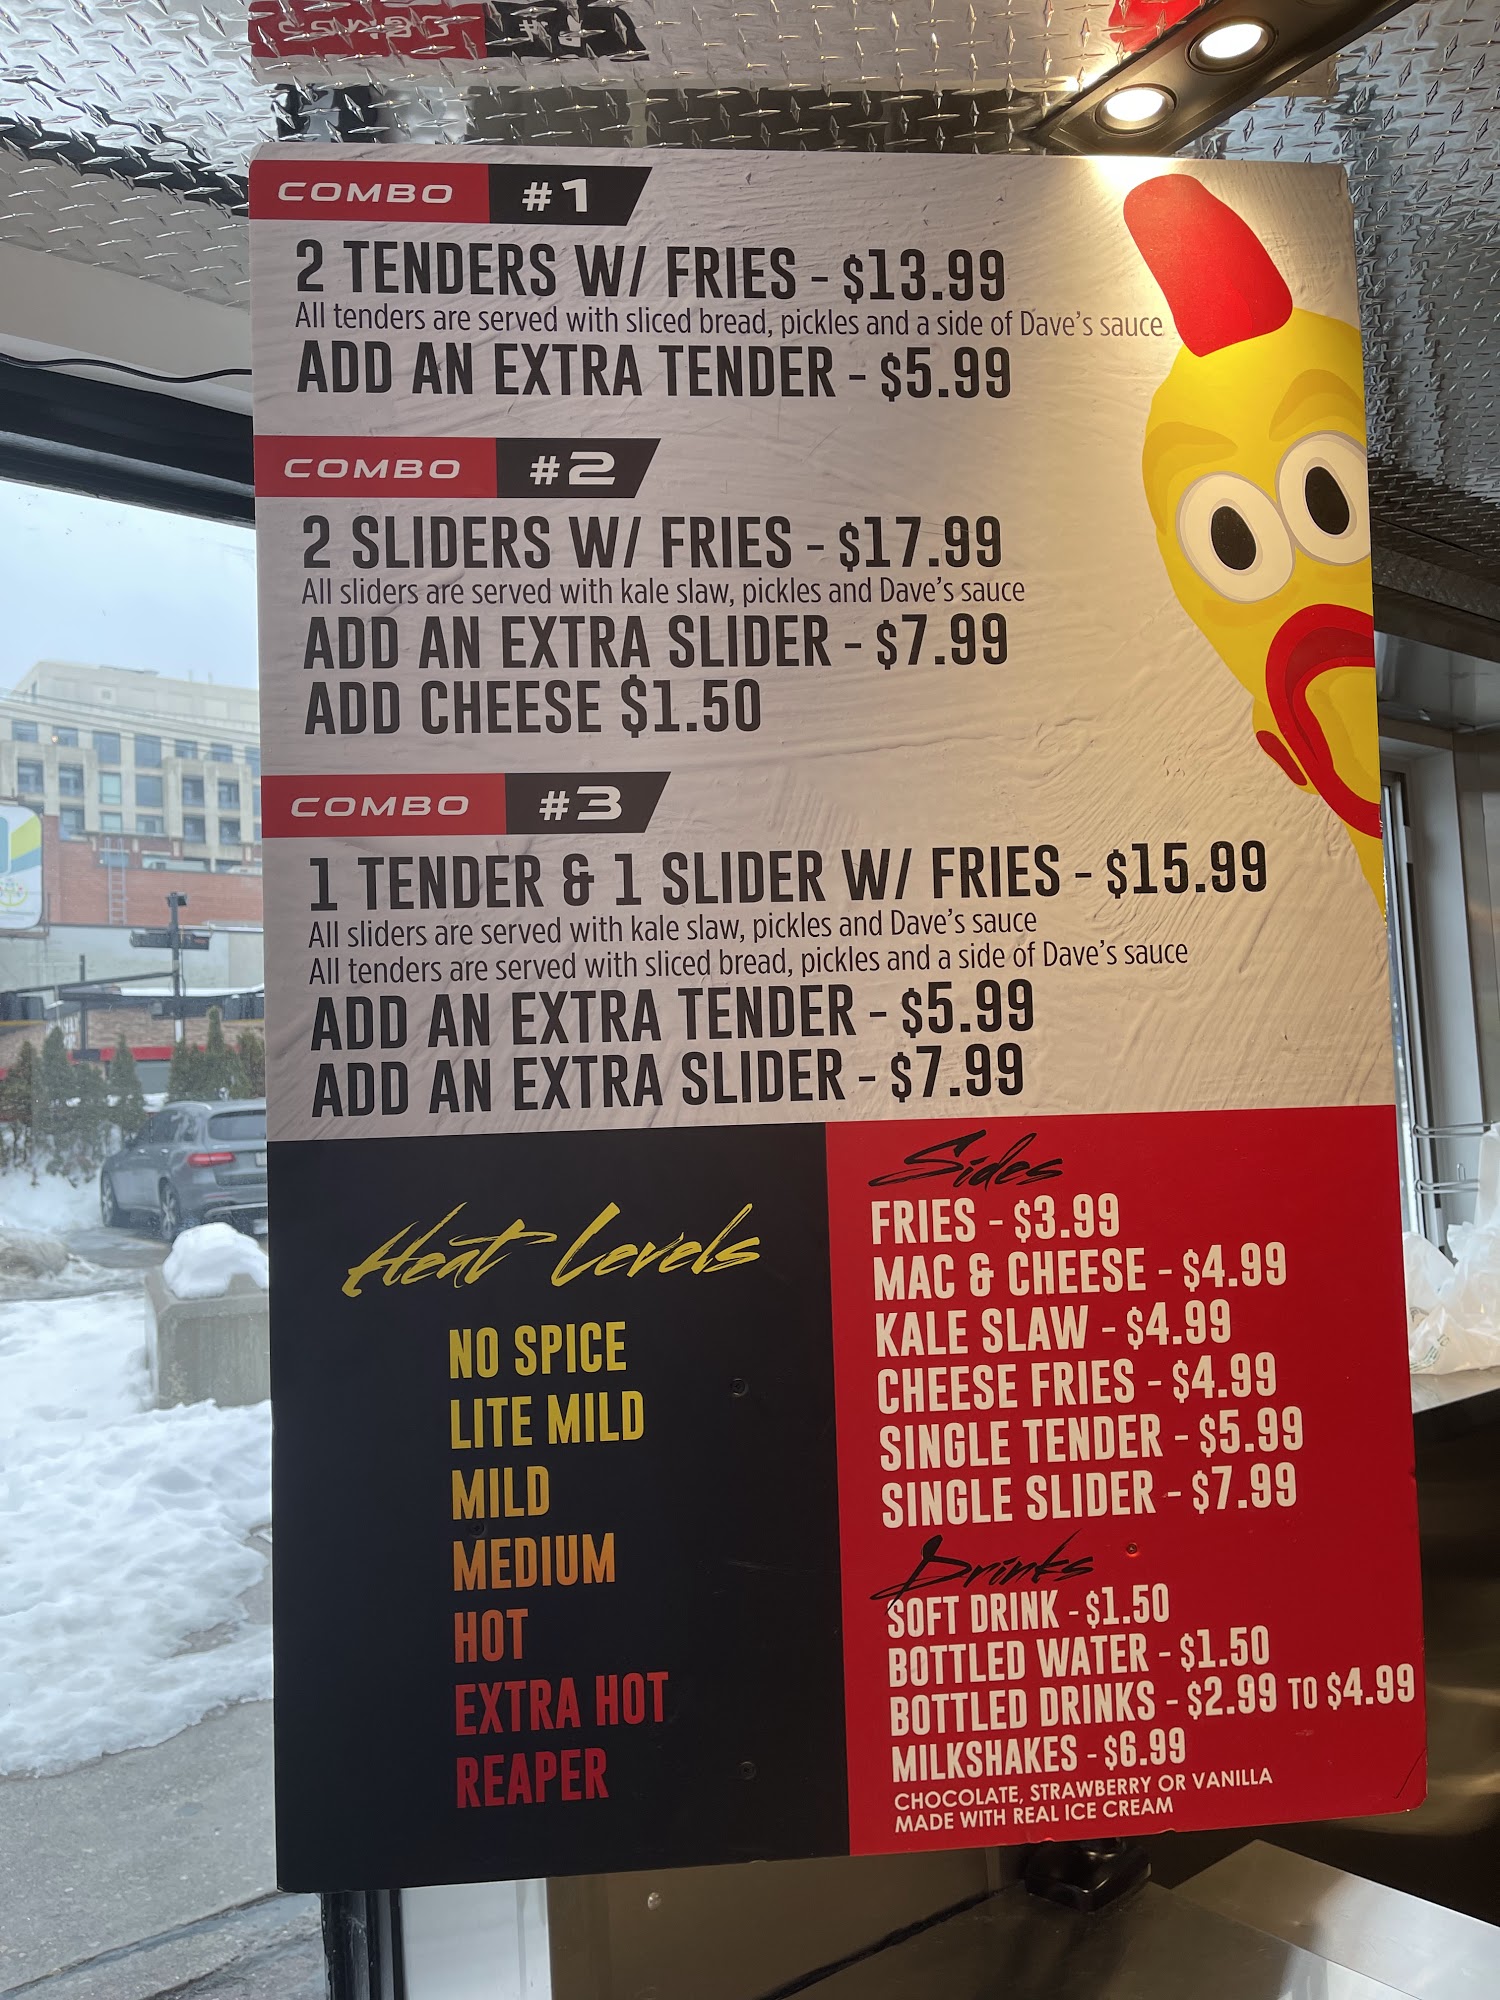 COMBO #1
2 TENDERS W/ FRIES - $13.99
All tenders are served with sliced bread, pickles and a side of Dave's sauce
ADD AN EXTRA TENDER - $5.99
COMBO #2
2 SLIDERS W/ FRIES - $17.99
All sliders are served with kale slaw, pickles and Dave's sauce
ADD AN EXTRA SLIDER - $7.99
ADD CHEESE $1.50
COMBO #3
1 TENDER & 1 SLIDER W/ FRIES - $15.99
All sliders are served with kale slaw, pickles and Dave's sauce
All tenders are served with sliced bread, pickles and a side of Dave's sauce
ADD AN EXTRA TENDER - $5.99
ADD AN EXTRA SLIDER - $7.99
Heat Levels
NO SPICE
LITE MILD
MILD
MEDIUM
HOT
EXTRA HOT
REAPER
Sides
FRIES - $3.99
MAC & CHEESE - $4.99
KALE SLAW - $4.99
CHEESE FRIES - $4.99
SINGLE TENDER - $5.99
SINGLE SLIDER - $7.99
Drinks
SOFT DRINK - $1.50
BOTTLED WATER - $1.50
BOTTLED DRINKS - $2.99 TO $4.99
MILKSHAKES - $6.99
CHOCOLATE, STRAWBERRY OR VANILLA
MADE WITH REAL ICE CREAM